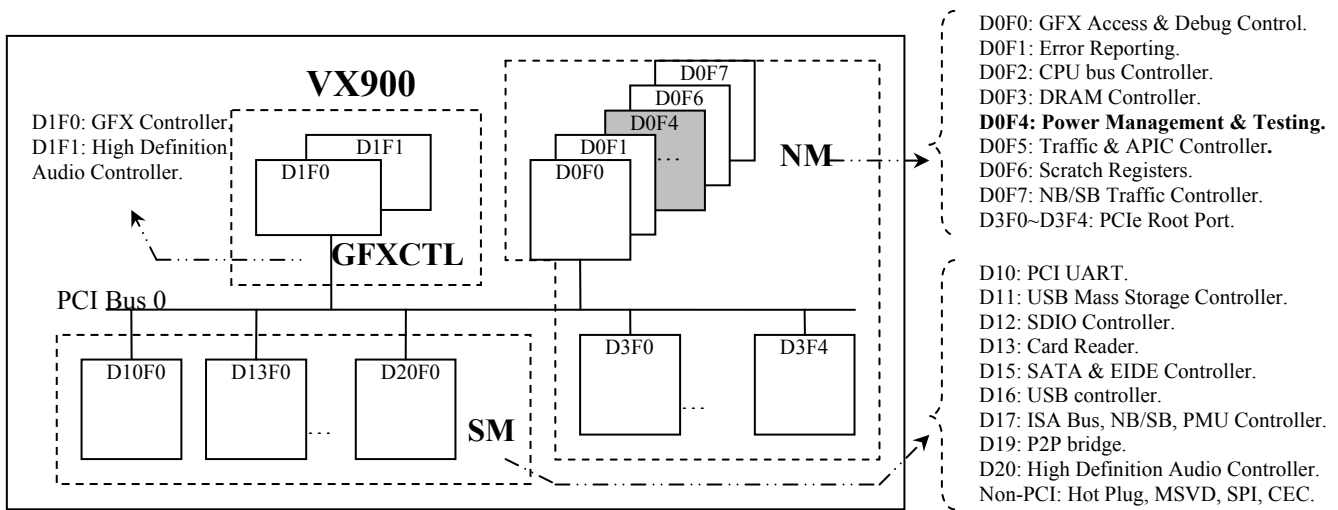 VX900
D1F0: GFX Controller.
D1F1: High Definition
Audio Controller.
D1F1
D1F0
GFXCTL
D0F7
D0F6
D0F4
D0F1
...
D0F0
NM
PCI Bus 0
D10F0
D13F0
...
D20F0
SM
D3F0
...
D3F4
D0F0: GFX Access & Debug Control.
D0F1: Error Reporting.
D0F2: CPU bus Controller.
D0F3: DRAM Controller.
D0F4: Power Management & Testing.
D0F5: Traffic & APIC Controller.
D0F6: Scratch Registers.
D0F7: NB/SB Traffic Controller.
D3F0~D3F4: PCIe Root Port.
D10: PCI UART.
D11: USB Mass Storage Controller.
D12: SDIO Controller.
D13: Card Reader.
D15: SATA & EIDE Controller.
D16: USB controller.
D17: ISA Bus, NB/SB, PMU Controller.
D19: P2P bridge.
D20: High Definition Audio Controller.
Non-PCI: Hot Plug, MSVD, SPI, CEC.